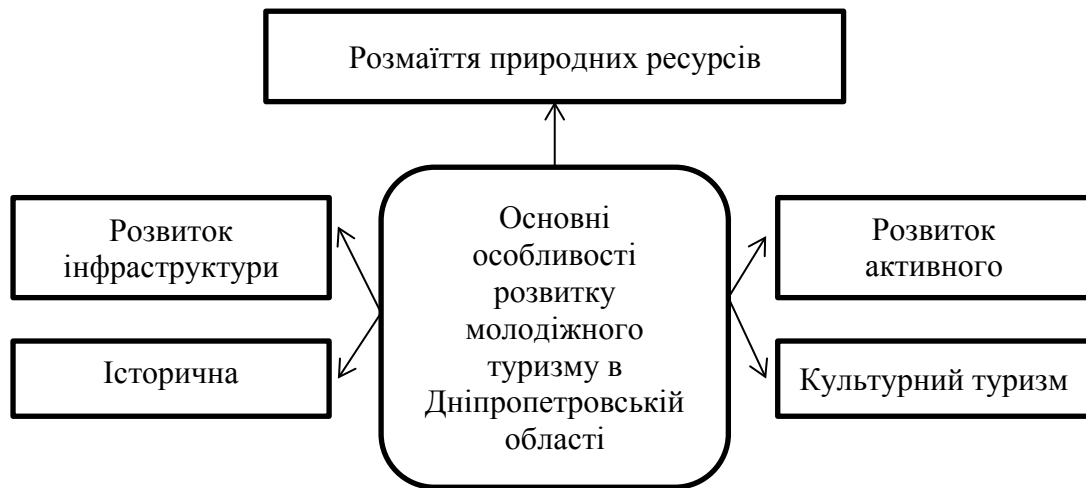 Розмаїття природних ресурсів
Розвиток
інфраструктури
Історична
Основні
особливості
розвитку
молодіжного
туризму в
Дніпропетровській
області
Розвиток
активного
Культурний туризм